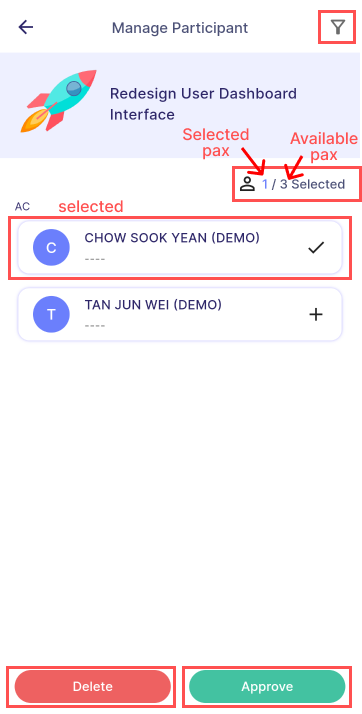 Manage Participant
Redesign User Dashboard
Interface
Selected
pax
Available
pax
1 / 3 Selected
AC
selected
C
CHOW SOOK YEAN (DEMO)
----
T
TAN JUN WEI (DEMO)
----
Delete
Approve